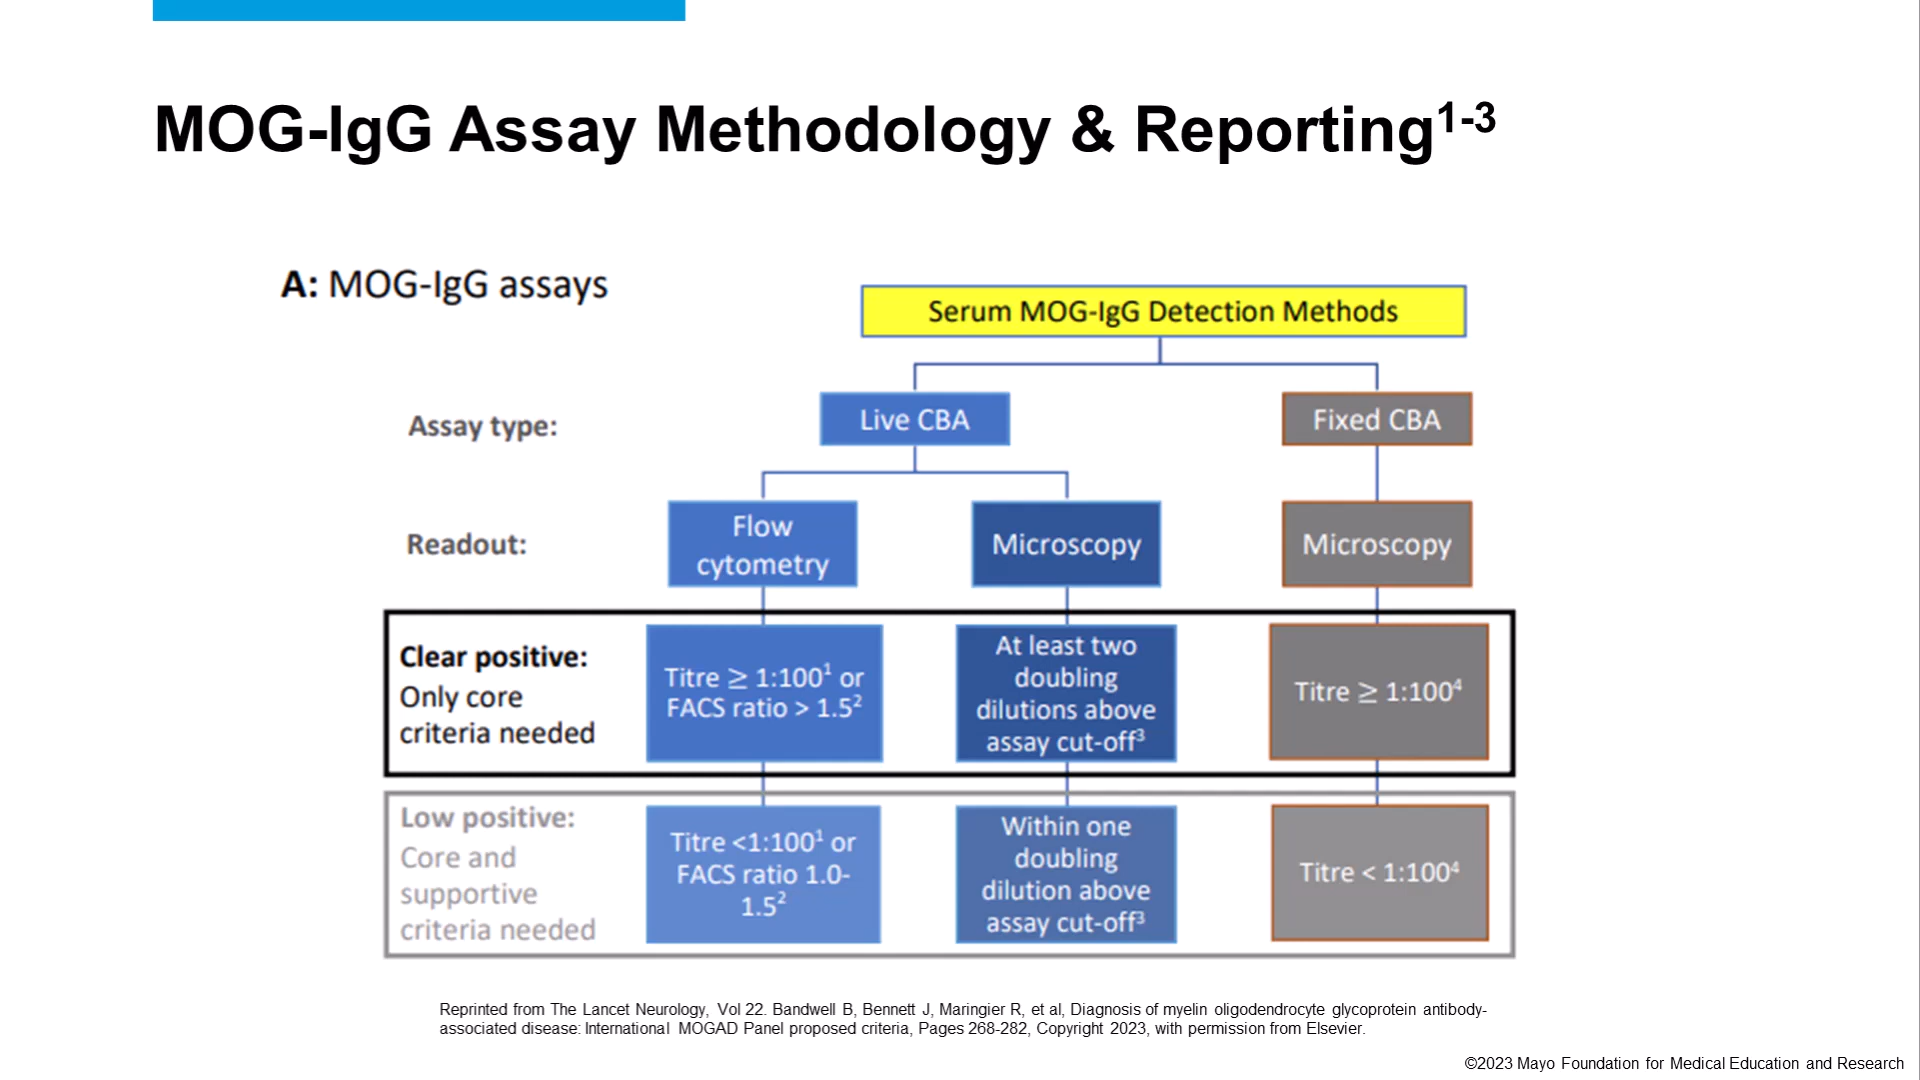 MOG-IgG Assay Methodology & Reporting1-3
A: MOG-IgG assays
Serum MOG-IgG Detection Methods
Assay type:
Live CBA
Fixed CBA
Readout:
Flow
cytometry
Microscopy
Microscopy
Clear positive:
Only core
criteria needed
Titre ≥ 1:100¹ or
FACS ratio > 1.5²
At least two
doubling
dilutions above
assay cut-off³
Titre ≥ 1:100⁴
Low positive:
Core and
supportive
criteria needed
Titre <1:100¹ or
FACS ratio 1.0-
1.5²
Within one
doubling
dilution above
assay cut-off³
Titre < 1:100⁴
Reprinted from The Lancet Neurology, Vol 22. Bandwell B, Bennett J, Maringier R, et al, Diagnosis of myelin oligodendrocyte glycoprotein antibody-
associated disease: International MOGAD Panel proposed criteria, Pages 268-282, Copyright 2023, with permission from Elsevier.
©2023 Mayo Foundation for Medical Education and Research